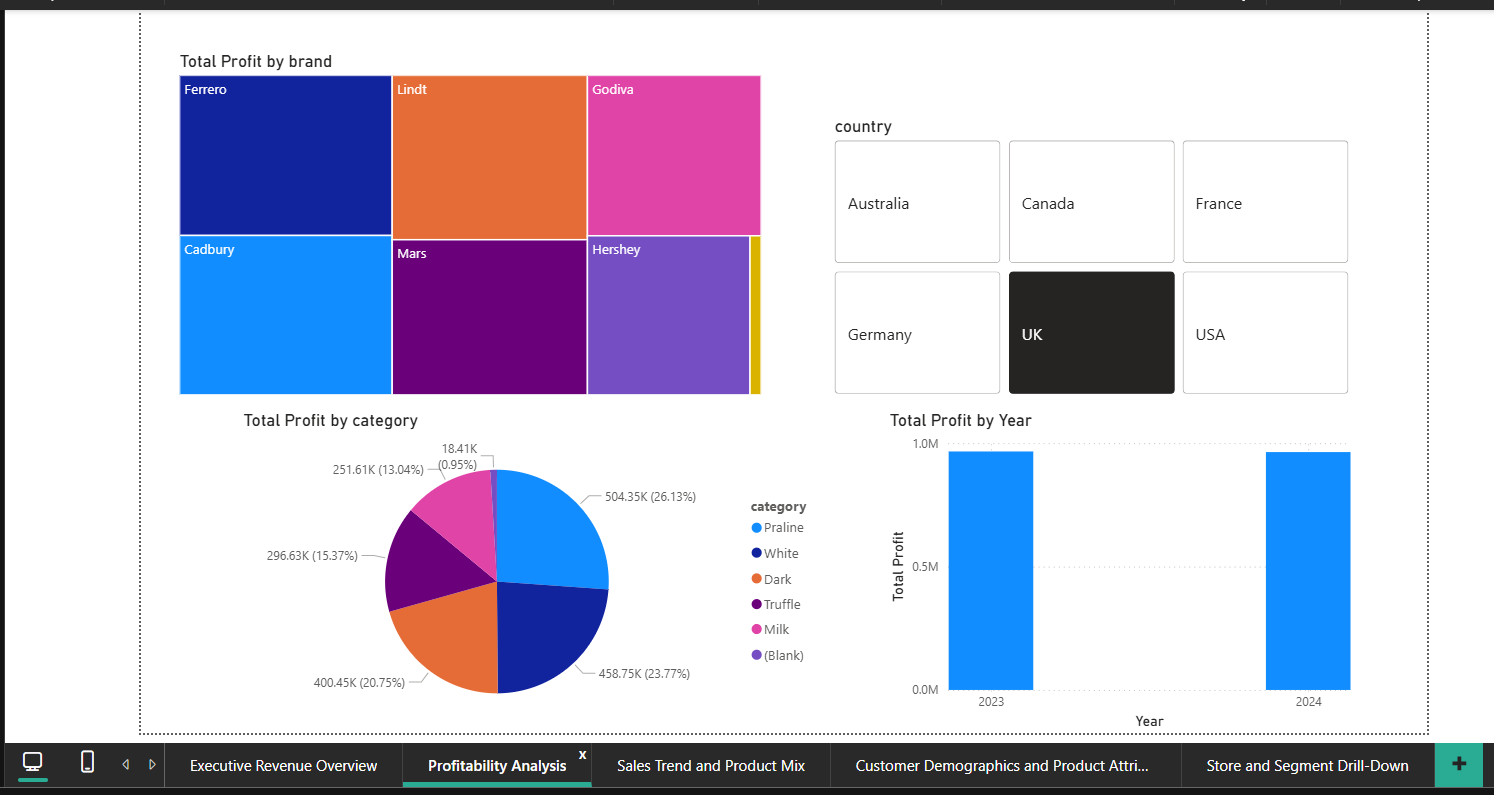 Total Profit by brand
Ferrero
Lindt
Godiva
Cadbury
Mars
Hershey
country
Australia
Canada
France
Germany
UK
USA
Total Profit by category
18.41K
(0.95%)
251.61K (13.04%)
504.35K (26.13%)
296.63K (15.37%)
400.45K (20.75%)
458.75K (23.77%)
category
Praline
White
Dark
Truffle
Milk
(Blank)
Total Profit by Year
1.0M
0.5M
0.0M
Total Profit
2023
2024
Year
Executive Revenue Overview
Profitability Analysis
x
Sales Trend and Product Mix
Customer Demographics and Product Attri...
Store and Segment Drill-Down
+